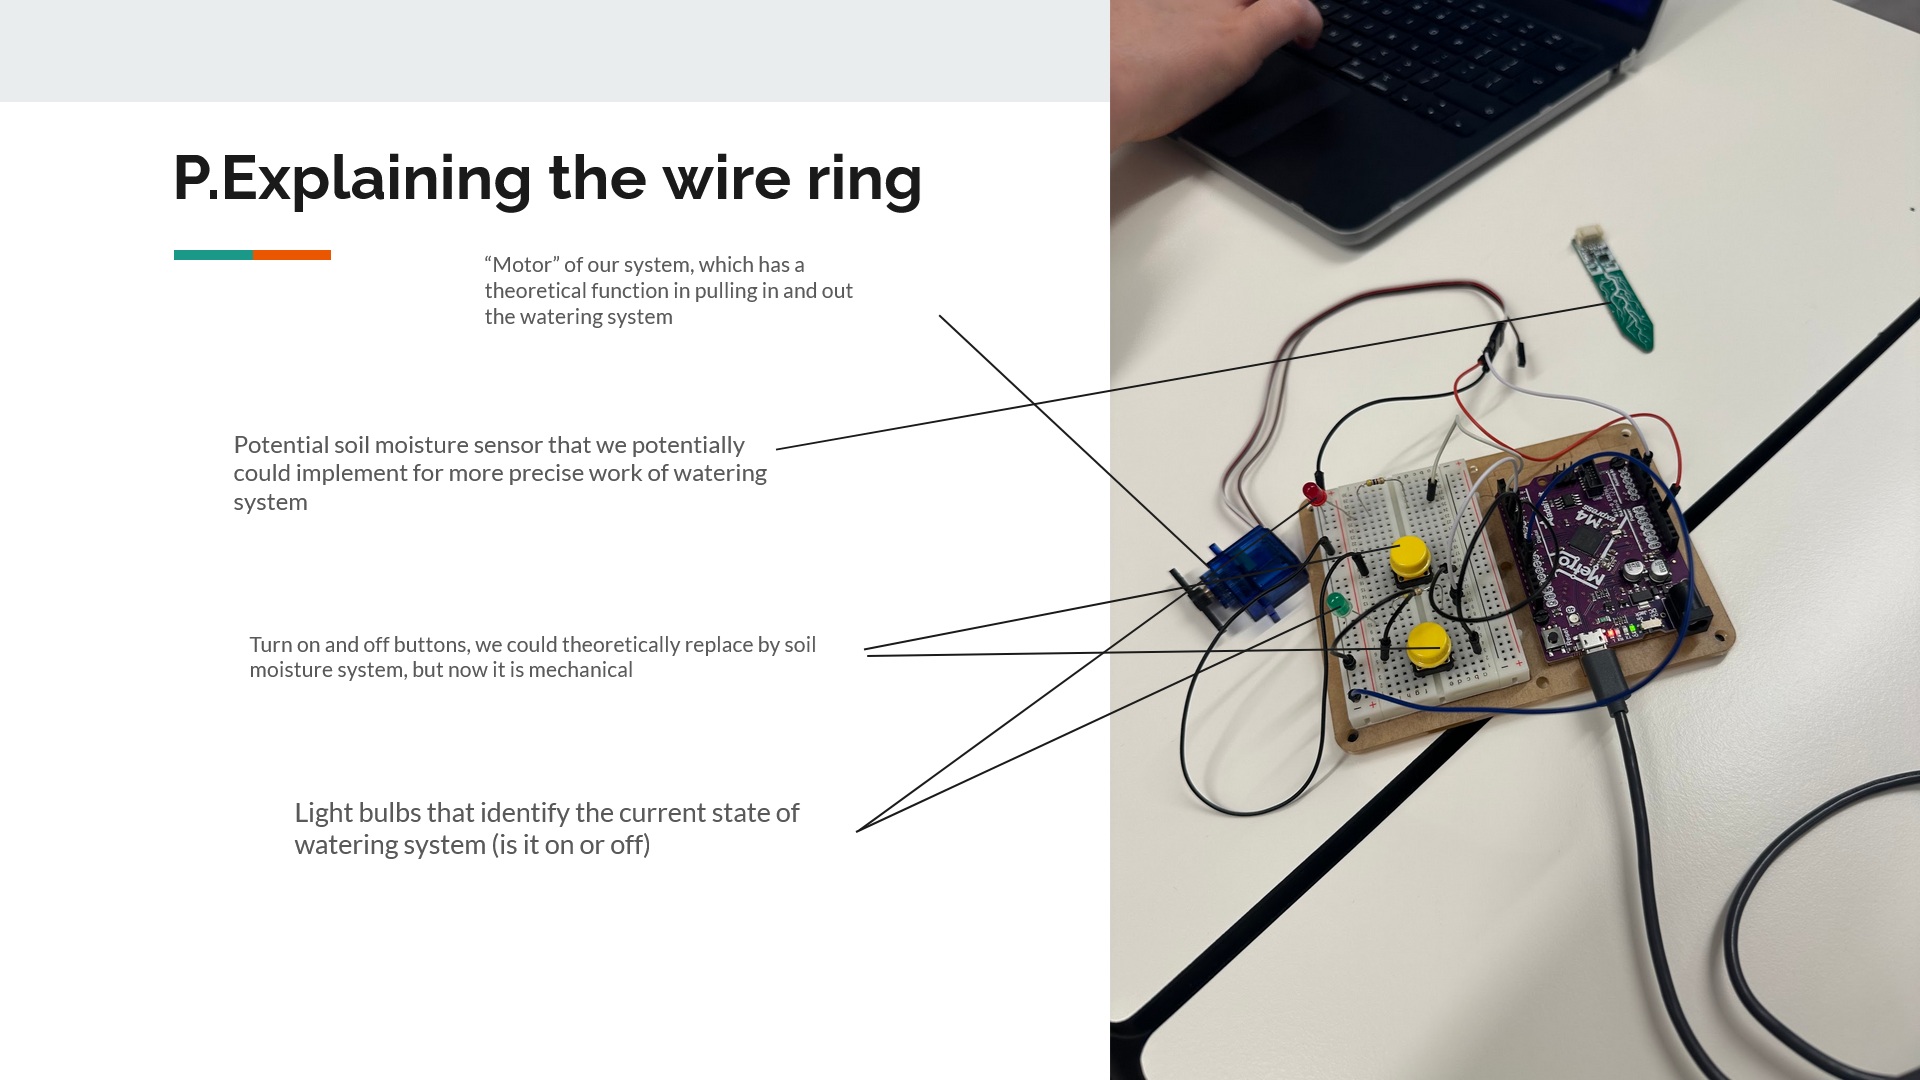 P.Explaining the wire ring
“Motor” of our system, which has a
theoretical function in pulling in and out
the watering system
Potential soil moisture sensor that we potentially
could implement for more precise work of watering
system
Turn on and off buttons, we could theoretically replace by soil
moisture system, but now it is mechanical
Light bulbs that identify the current state of
watering system (is it on or off)
Metro
M4
express